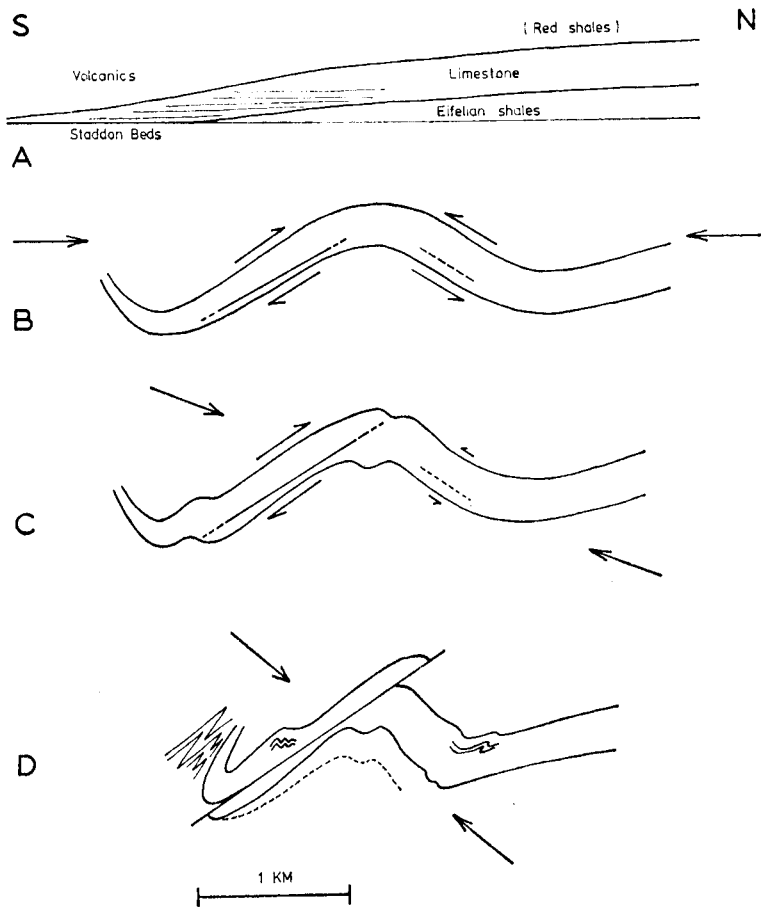 S
N
( Red shales )
Volcanics
Limestone
Eifelian shales
Staddon Beds
A
B
C
D
1 KM